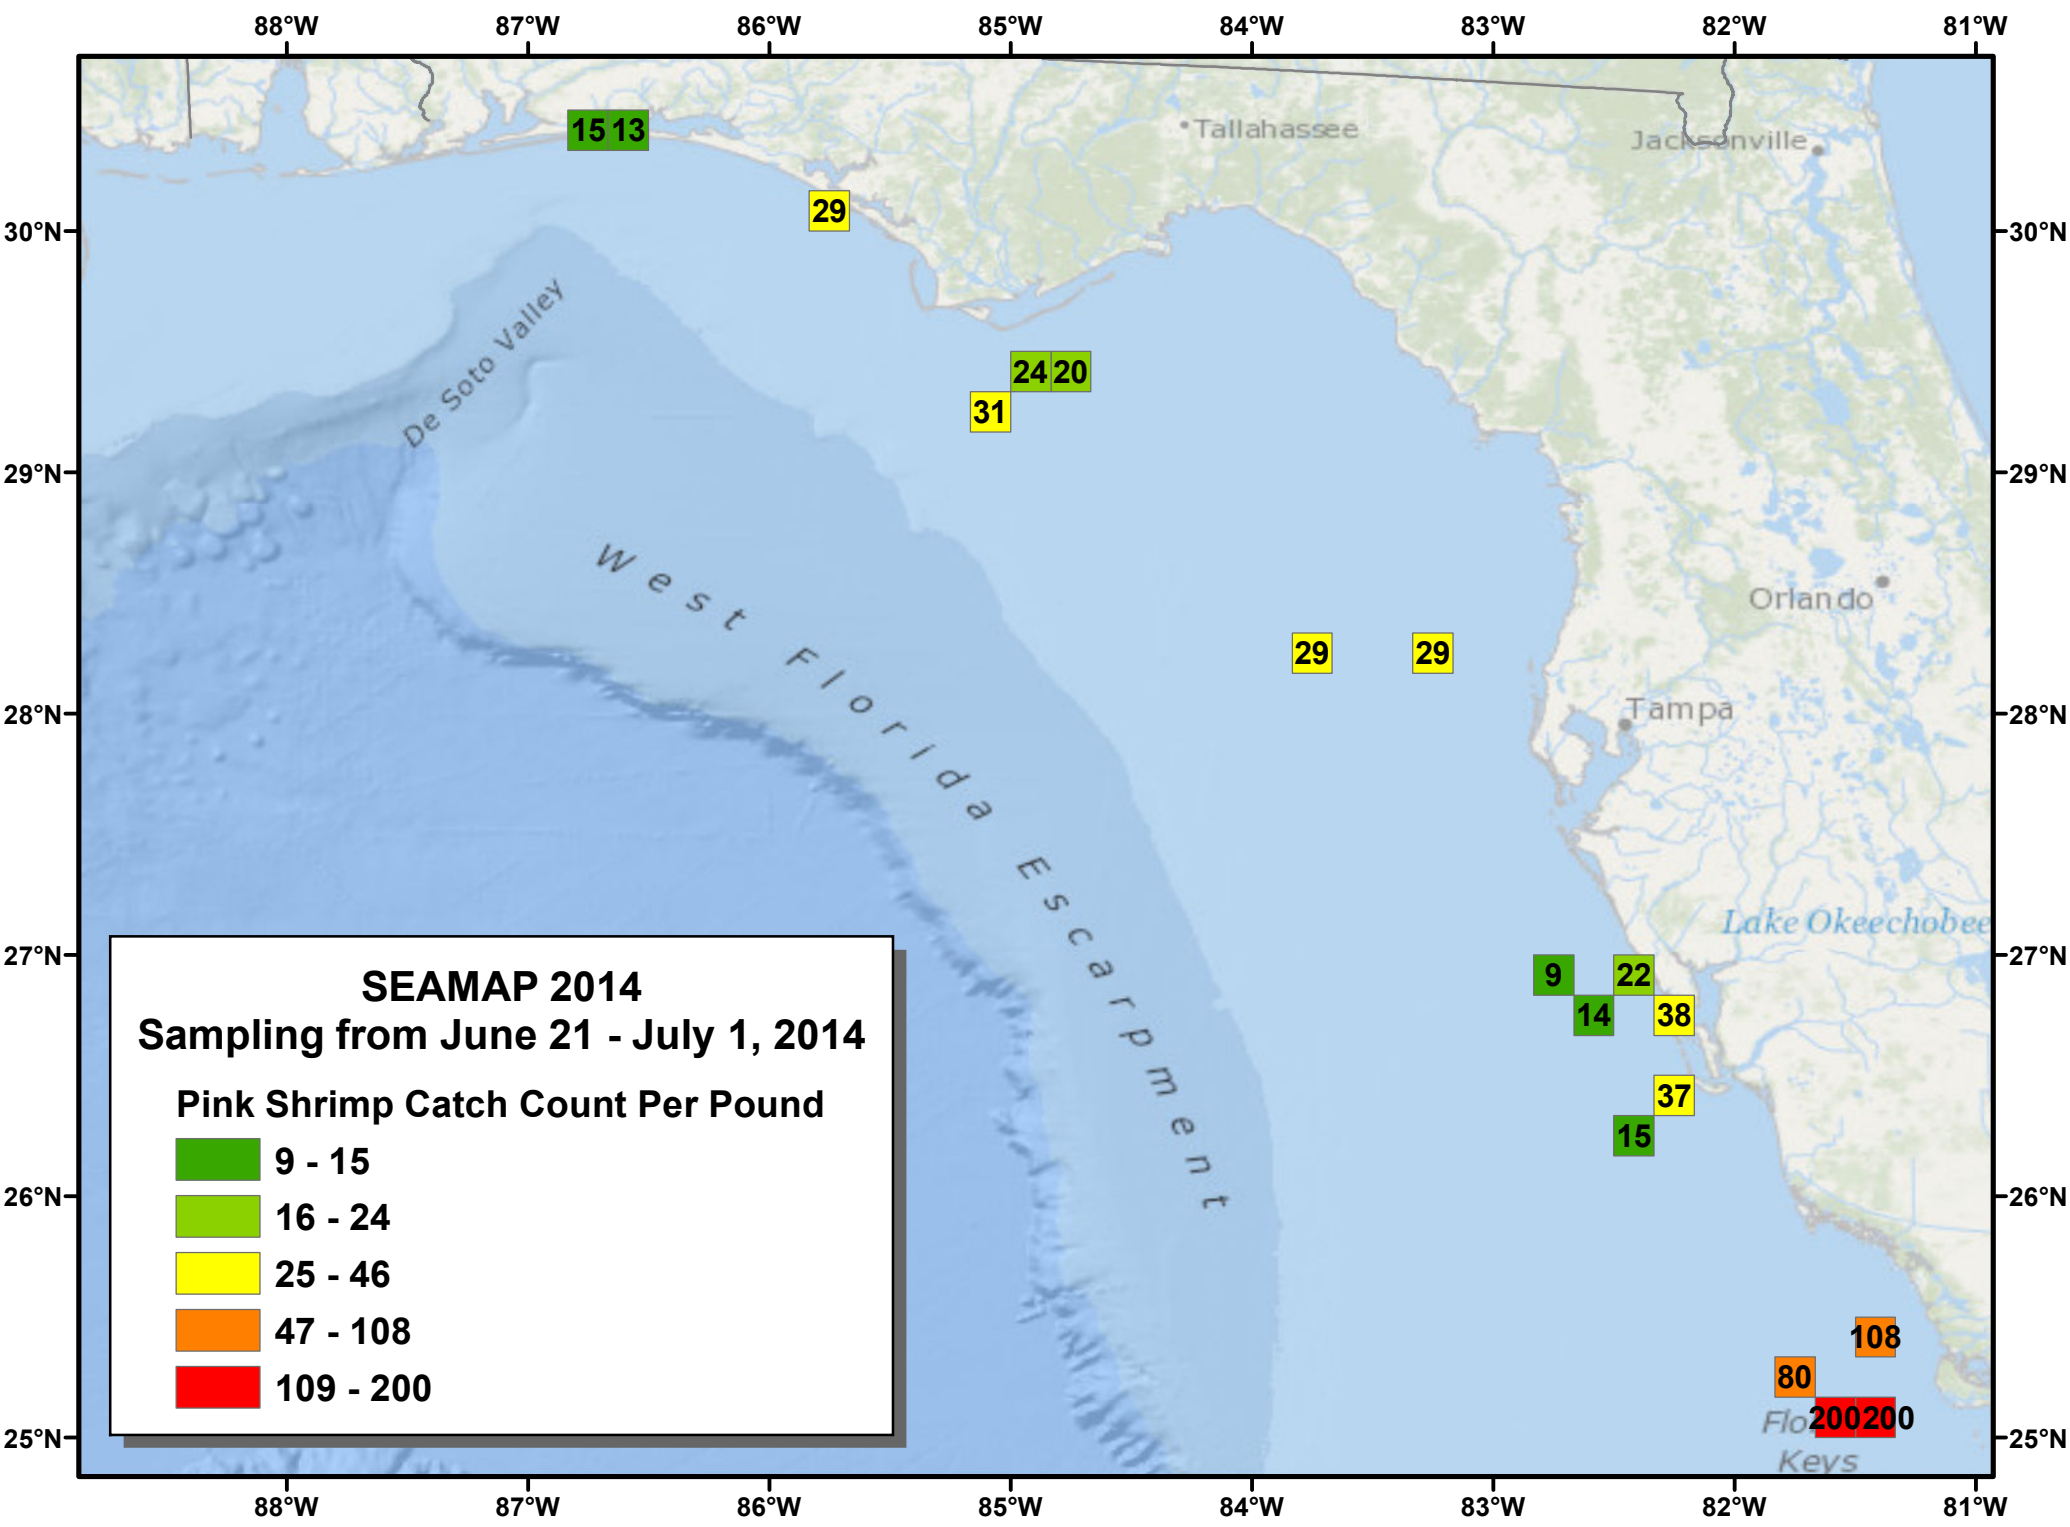 88°W 87°W 86°W 85°W 84°W 83°W 82°W 81°W
15 13
Tallahassee
Jacksonville
29
30°N 30°N
De Soto Valley
24 20
31
29°N 29°N
West Florida Escarpment
Orlando
29 29
28°N 28°N
Tampa
Lake Okeechobee
27°N 27°N
9 22
14 38
37
15
26°N 26°N
108
80
200 200
Flo
Keys
25°N 25°N
SEAMAP 2014
Sampling from June 21 - July 1, 2014
Pink Shrimp Catch Count Per Pound
9 - 15
16 - 24
25 - 46
47 - 108
109 - 200
88°W 87°W 86°W 85°W 84°W 83°W 82°W 81°W